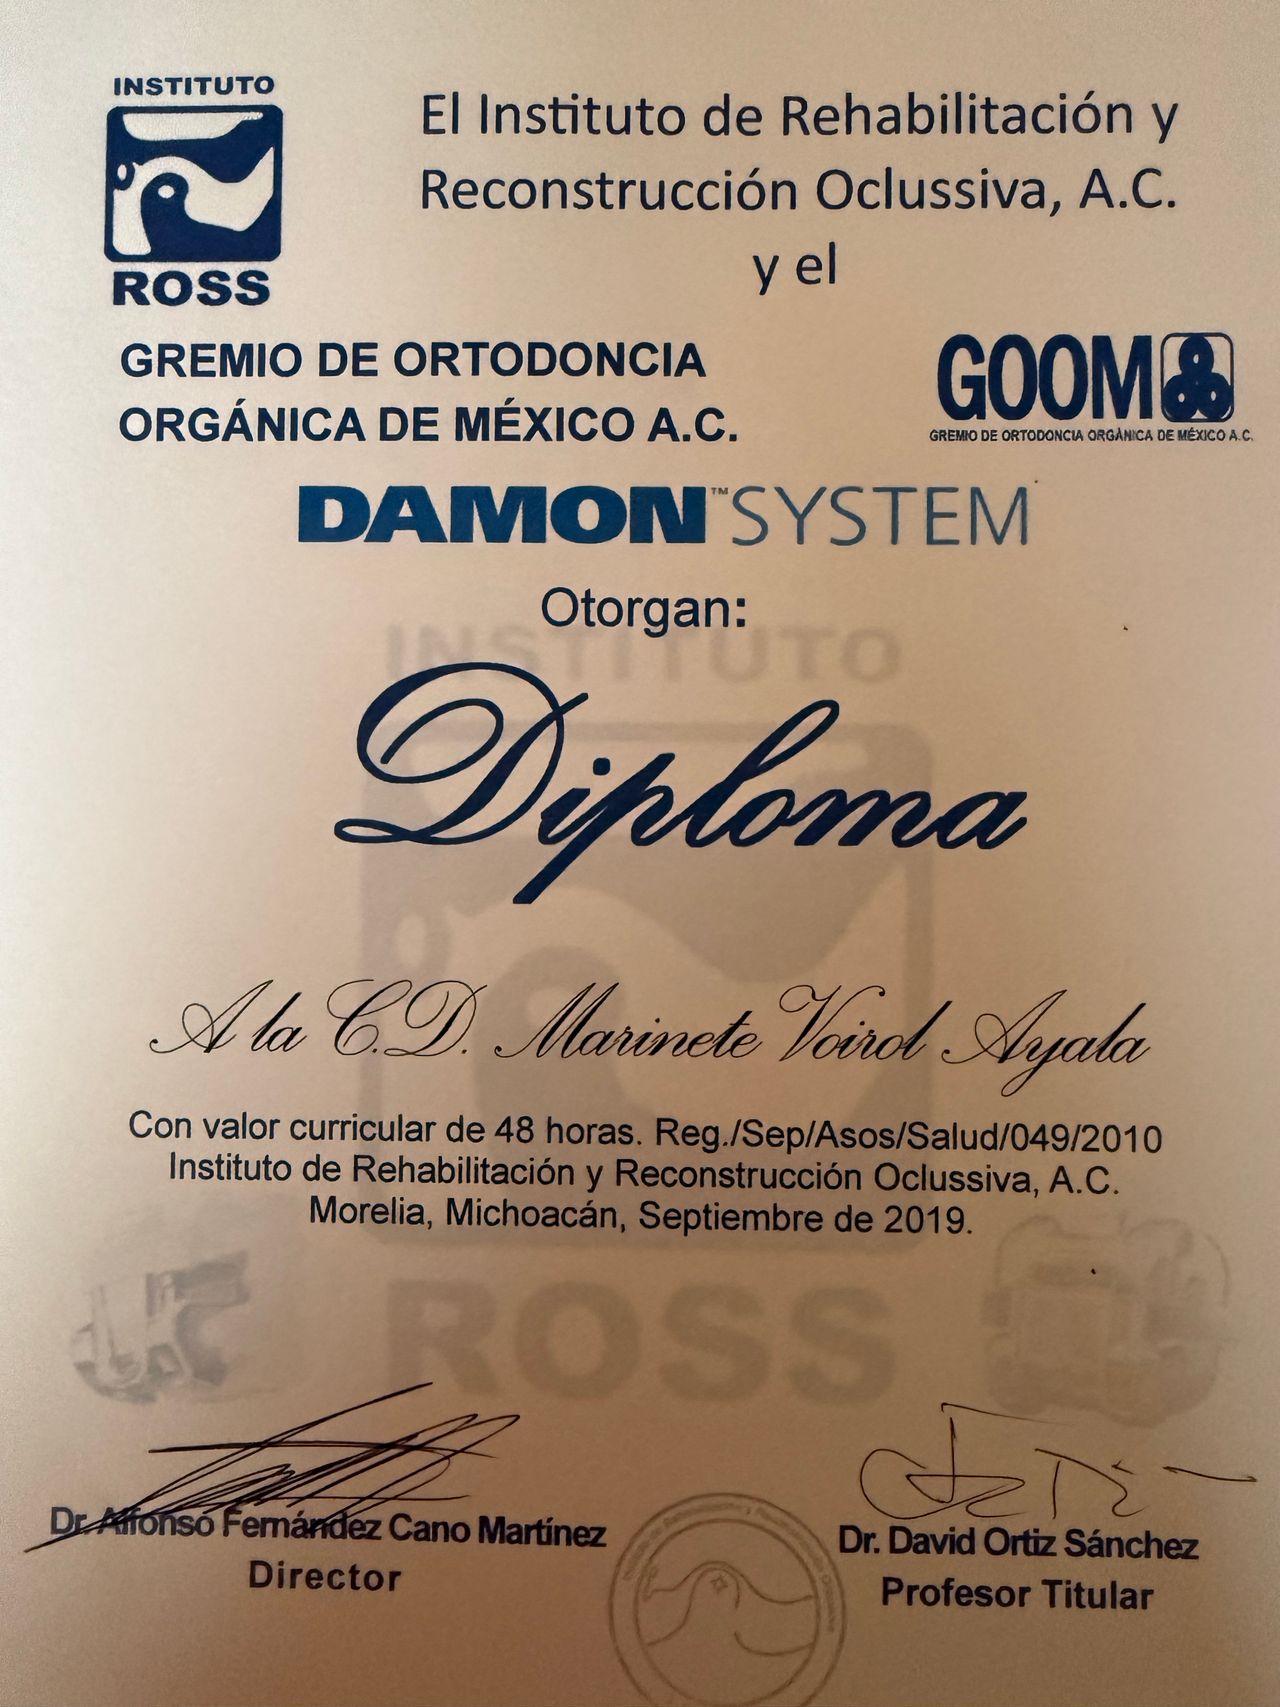 INSTITUTO
ROSS
El Instituto de Rehabilitación y
Reconstrucción Oclussiva, A.C.
y el
GREMIO DE ORTODONCIA
ORGÁNICA DE MÉXICO A.C.
GOOM
GREMIO DE ORTODONCIA ORGÁNICA DE MÉXICO A.C.
DAMON™SYSTEM
Otorgan:
INSTITUTO
Diploma
A la C.D. Marinete Voirol Ayala
Con valor curricular de 48 horas. Reg./Sep/Asos/Salud/049/2010
Instituto de Rehabilitación y Reconstrucción Oclussiva, A.C.
Morelia, Michoacán, Septiembre de 2019.
ROSS
Dr. Alfonso Fernández Cano Martínez
Director
Dr. David Ortiz Sánchez
Profesor Titular